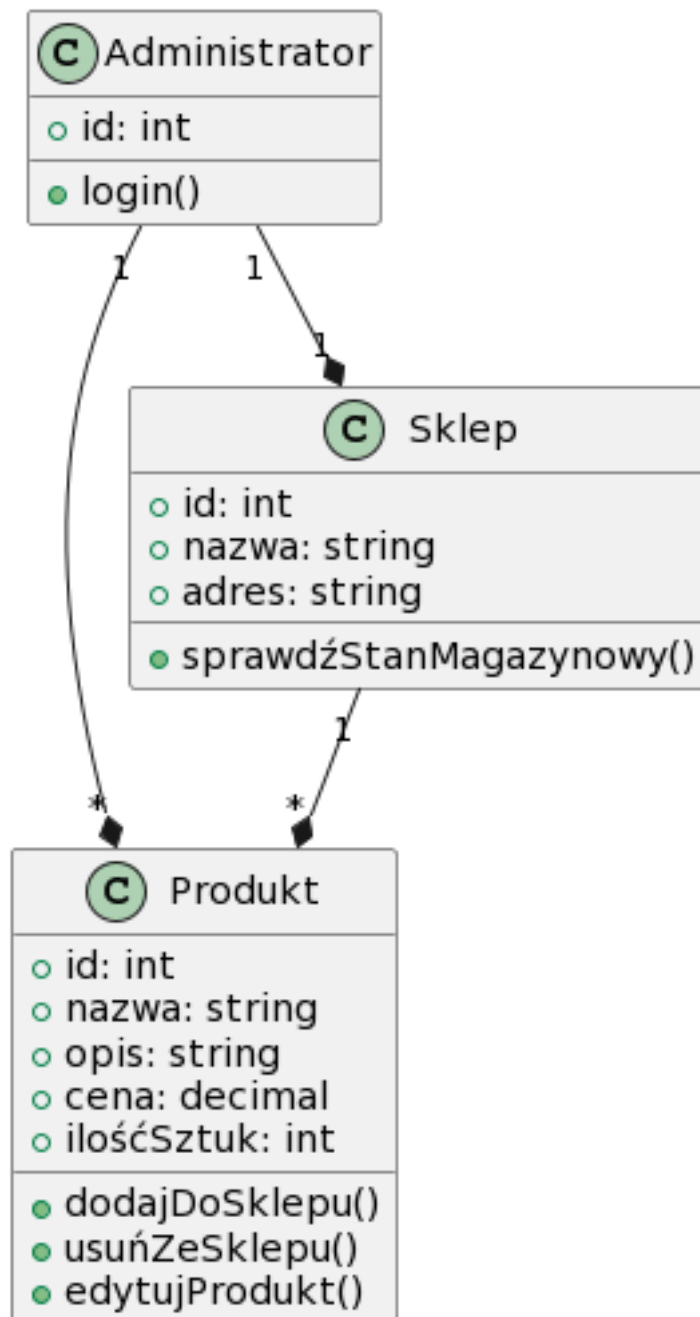 C Administrator
id: int
login()
1
1
1
C Sklep
id: int
nazwa: string
adres: string
sprawdźStanMagazynowy()
1
*
*
C Produkt
id: int
nazwa: string
opis: string
cena: decimal
ilośćSztuk: int
dodajDoSklepu()
usuńZeSklepu()
edytujProdukt()